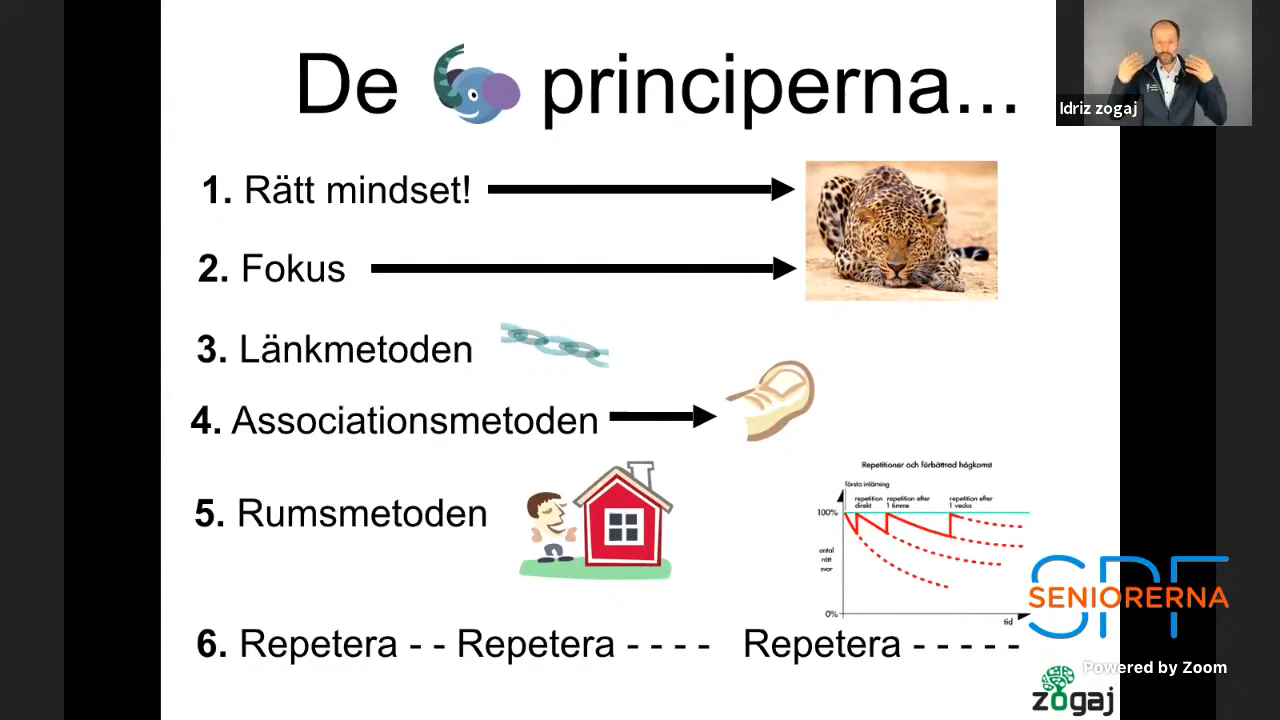 De principerna...
Idriz zogaj
1. Rätt mindset!
2. Fokus
3. Länkmetoden
4. Associationsmetoden
5. Rumsmetoden
Repetitioner och förbättrad hågkomst
första inlärning
repetition direkt
repetition efter 1 timme
repetition efter 1 vecka
100%
antal rätt svar
0%
tid
SPF
SENIORERNA
6. Repetera - - Repetera - - - - Repetera - - - - -
Powered by Zoom
zogaj